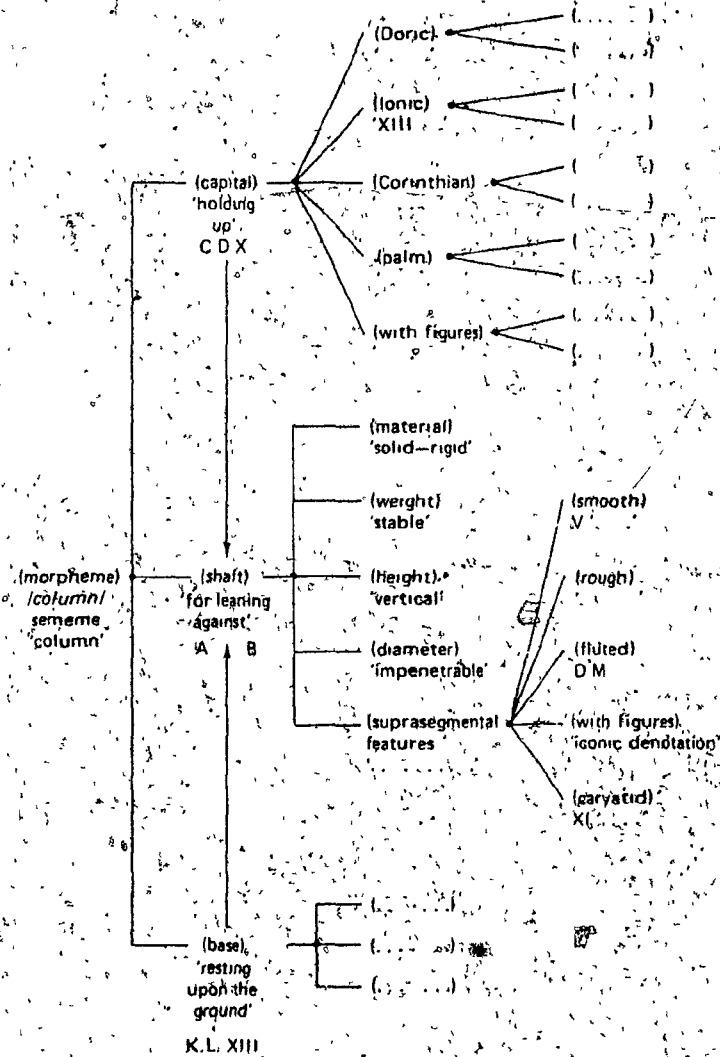 (Doric)
(Ionic)
XIII
(capital)
'holding
up'
C D X
(Corinthian)
(palm)
(with figures)
(material)
'solid—rigid'
(weight)
'stable'
(smooth)
V
(morpheme)
/column/
sememe
'column'
(shaft)
'for leaning
against'
A B
(height)
'vertical'
(rough)
(diameter)
'impenetrable'
(fluted)
D M
(suprasegmental
features
(with figures)
'iconic denotation'
(caryatid)
(base)
'resting
upon the
ground'
K.L. XIII